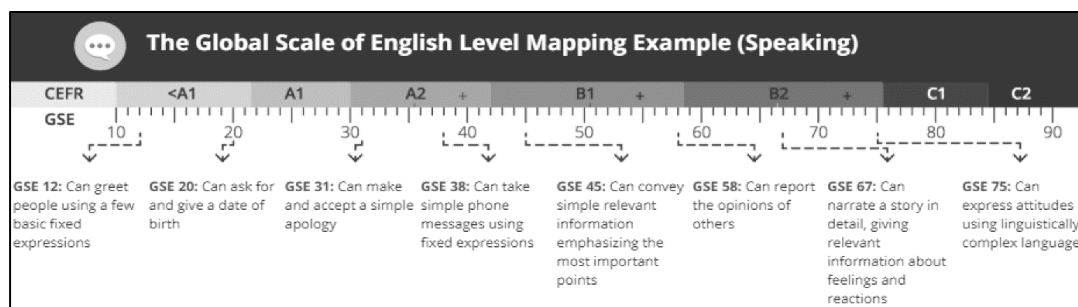 The Global Scale of English Level Mapping Example (Speaking)
CEFR <A1 A1 A2 + B1 + B2 + C1 C2
GSE 10 20 30 40 50 60 70 80 90
GSE 12: Can greet
people using a few
basic fixed
expressions
GSE 20: Can ask for
and give a date of
birth
GSE 31: Can make
and accept a simple
apology
GSE 38: Can take
simple phone
messages using
fixed expressions
GSE 45: Can convey
simple relevant
information
emphasizing the
most important
points
GSE 58: Can report
the opinions of
others
GSE 67: Can
narrate a story in
detail, giving
relevant
information about
feelings and
reactions
GSE 75: Can
express attitudes
using linguistically
complex language